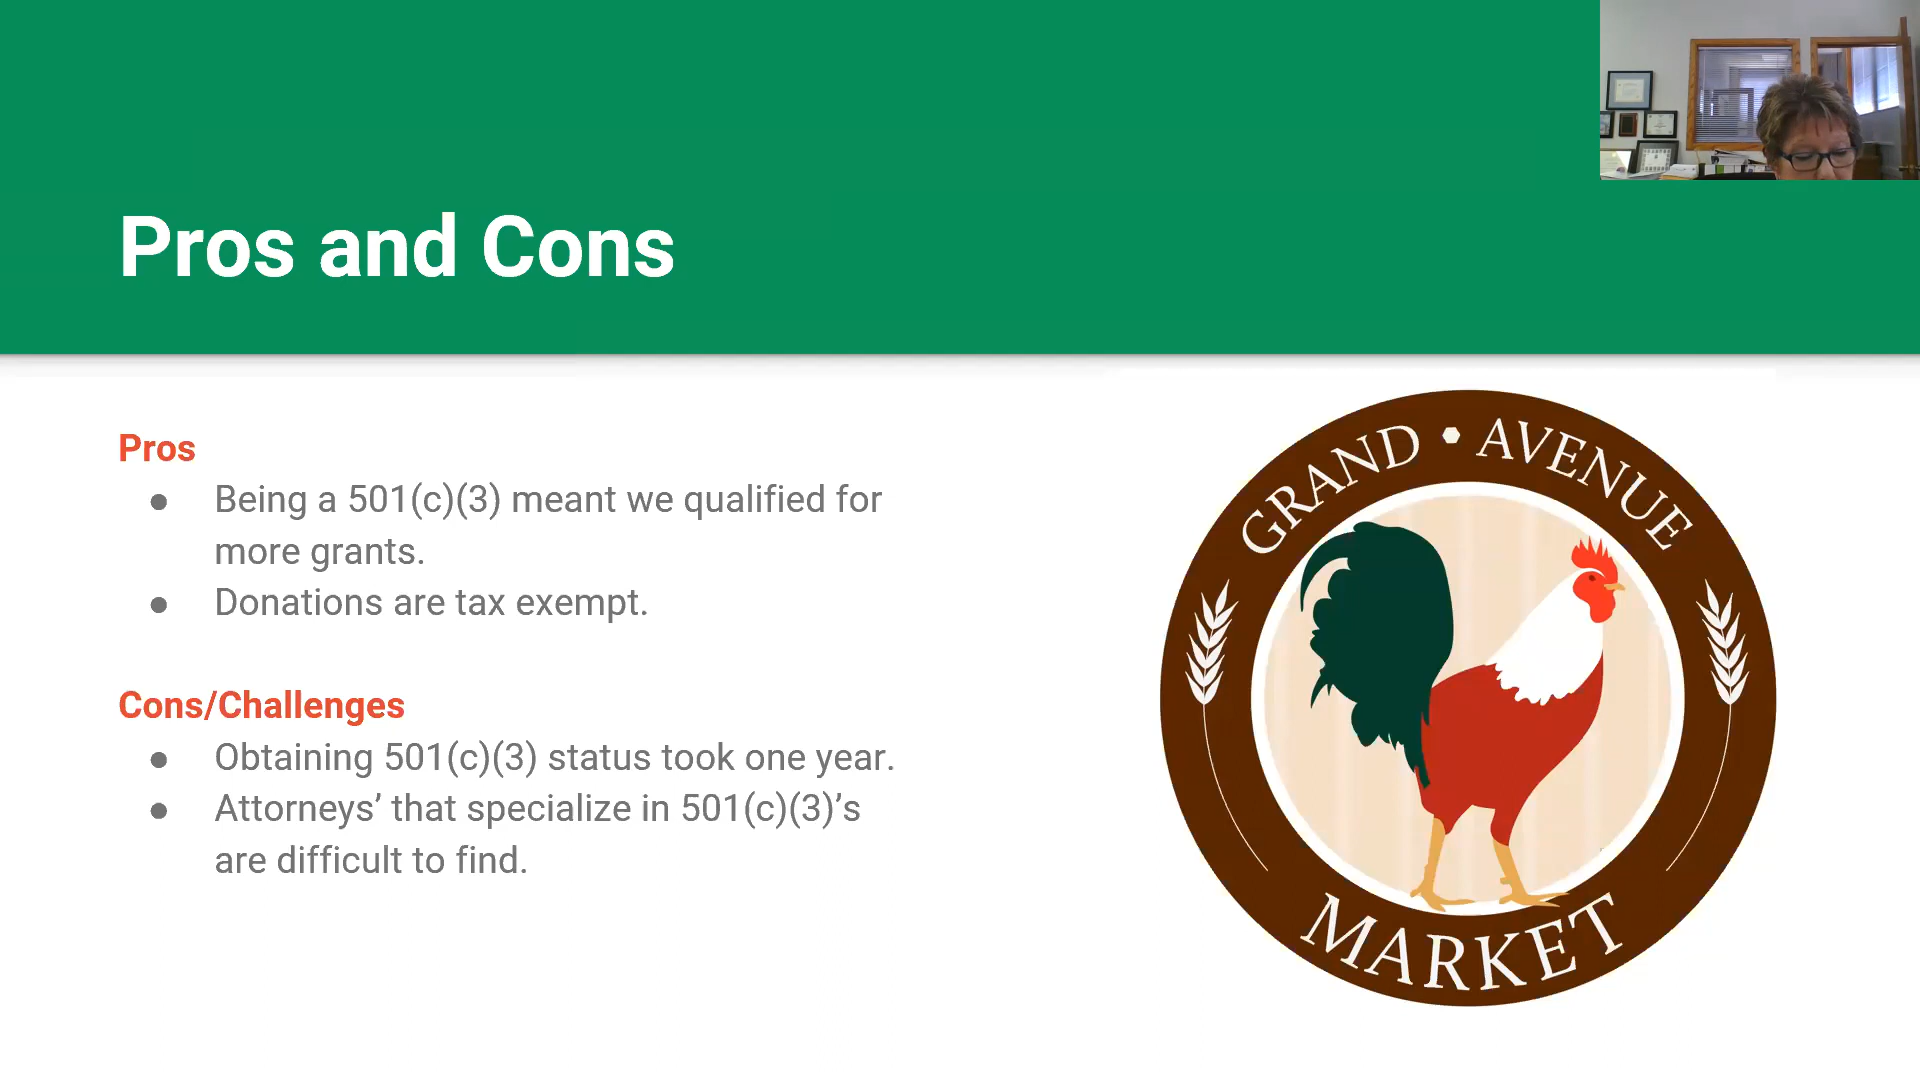 Pros and Cons
Pros
● Being a 501(c)(3) meant we qualified for
more grants.
● Donations are tax exempt.
Cons/Challenges
● Obtaining 501(c)(3) status took one year.
● Attorneys’ that specialize in 501(c)(3)’s
are difficult to find.
GRAND • AVENUE
MARKET